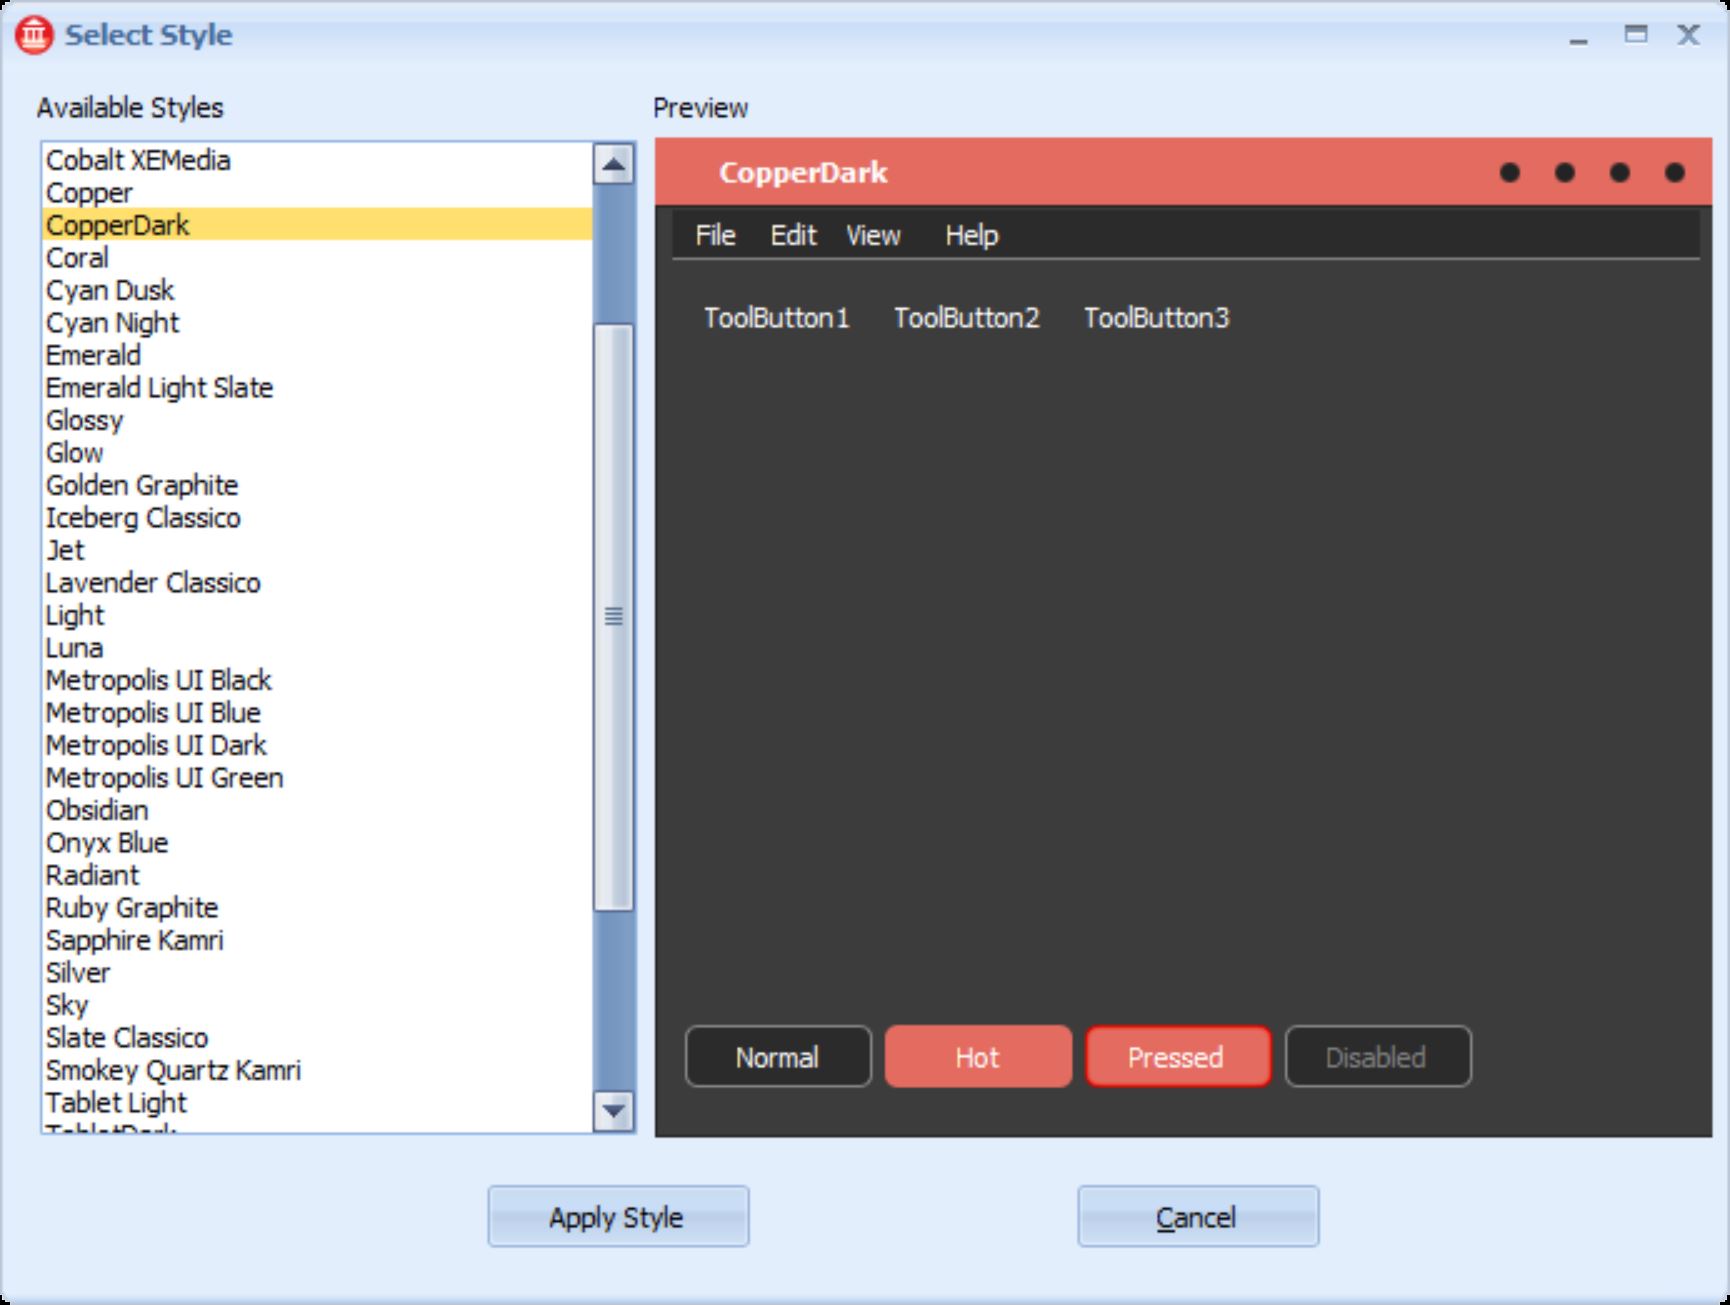 Select Style
Available Styles
Cobalt XEMedia
Copper
CopperDark
Coral
Cyan Dusk
Cyan Night
Emerald
Emerald Light Slate
Glossy
Glow
Golden Graphite
Iceberg Classico
Jet
Lavender Classico
Light
Luna
Metropolis UI Black
Metropolis UI Blue
Metropolis UI Dark
Metropolis UI Green
Obsidian
Onyx Blue
Radiant
Ruby Graphite
Sapphire Kamri
Silver
Sky
Slate Classico
Smokey Quartz Kamri
Tablet Light
TabletDark
Preview
CopperDark
File Edit View Help
ToolButton1 ToolButton2 ToolButton3
Normal Hot Pressed Disabled
Apply Style Cancel